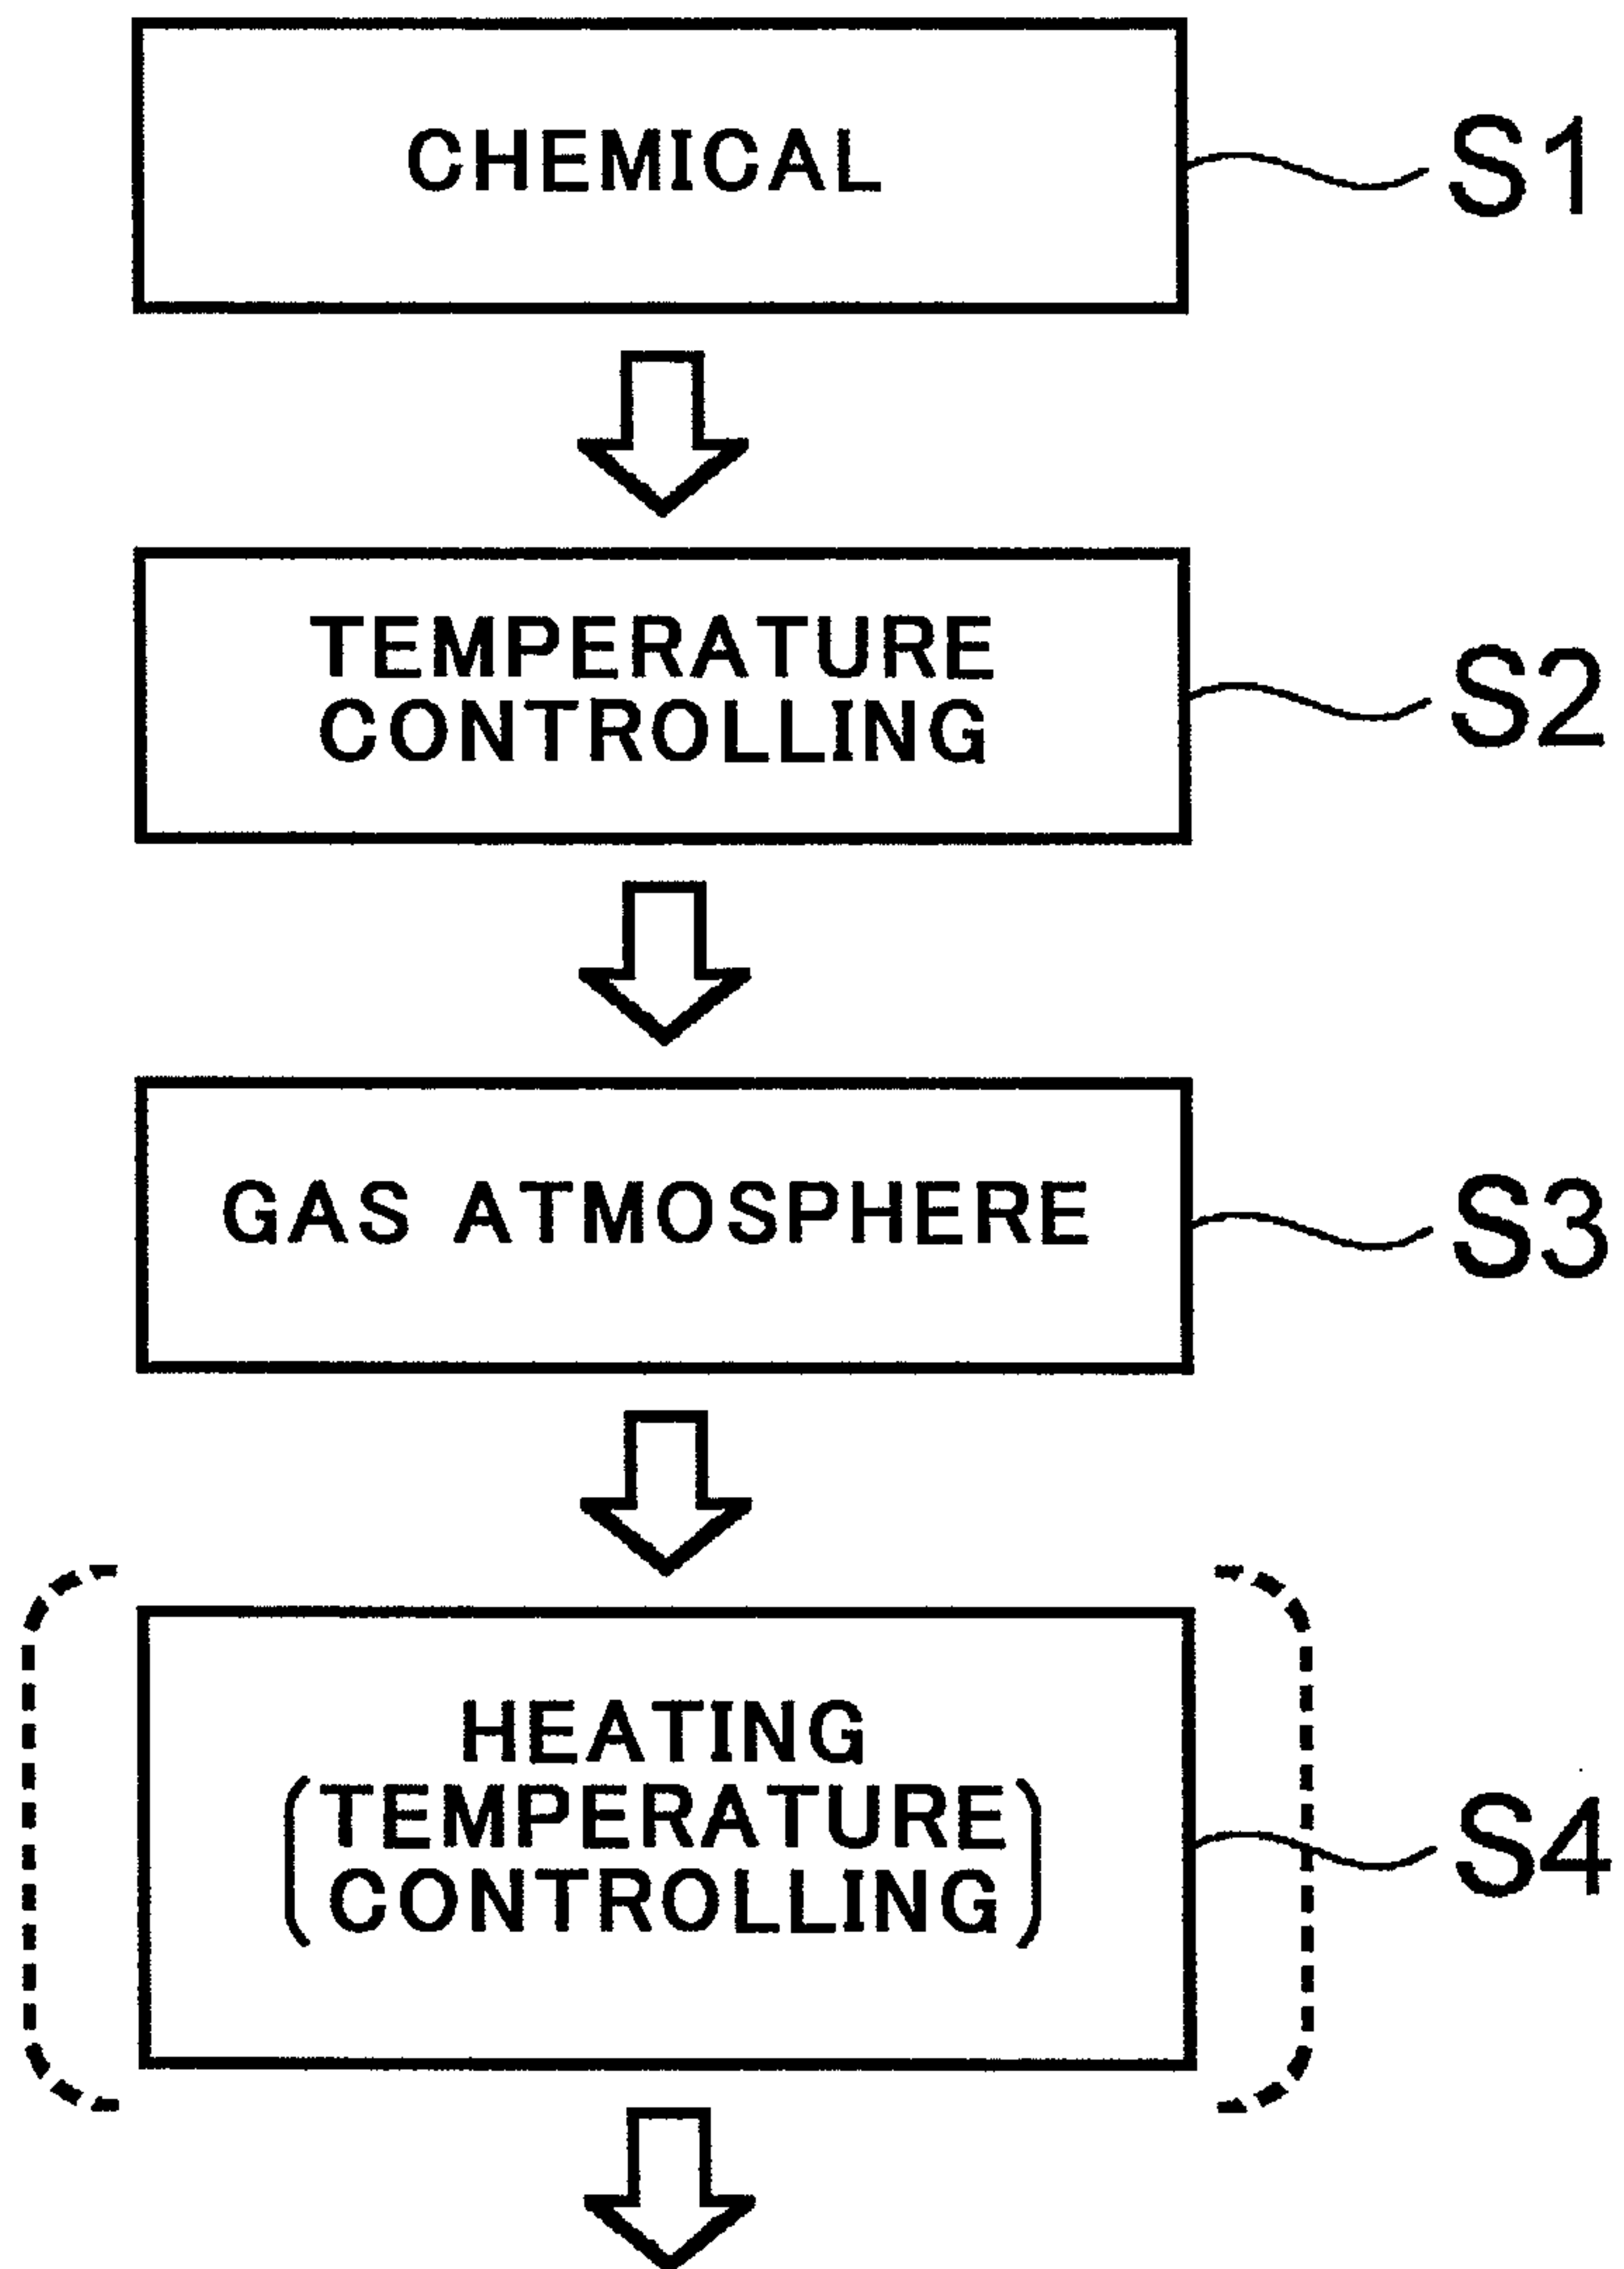 CHEMICAL
S1
TEMPERATURE
CONTROLLING
S2
GAS ATMOSPHERE
S3
HEATING
(TEMPERATURE
CONTROLLING)
S4